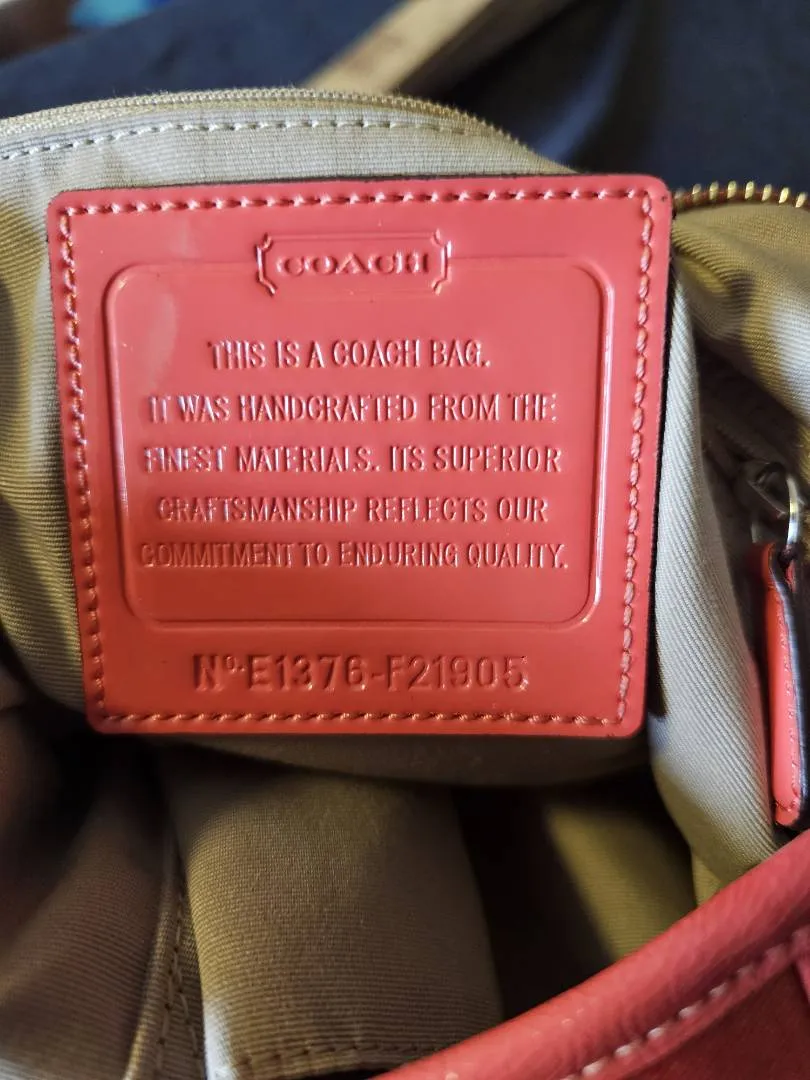 COACH
THIS IS A COACH BAG.
IT WAS HANDCRAFTED FROM THE
FINEST MATERIALS. ITS SUPERIOR
CRAFTSMANSHIP REFLECTS OUR
COMMITMENT TO ENDURING QUALITY.
Nº E1376-F21905